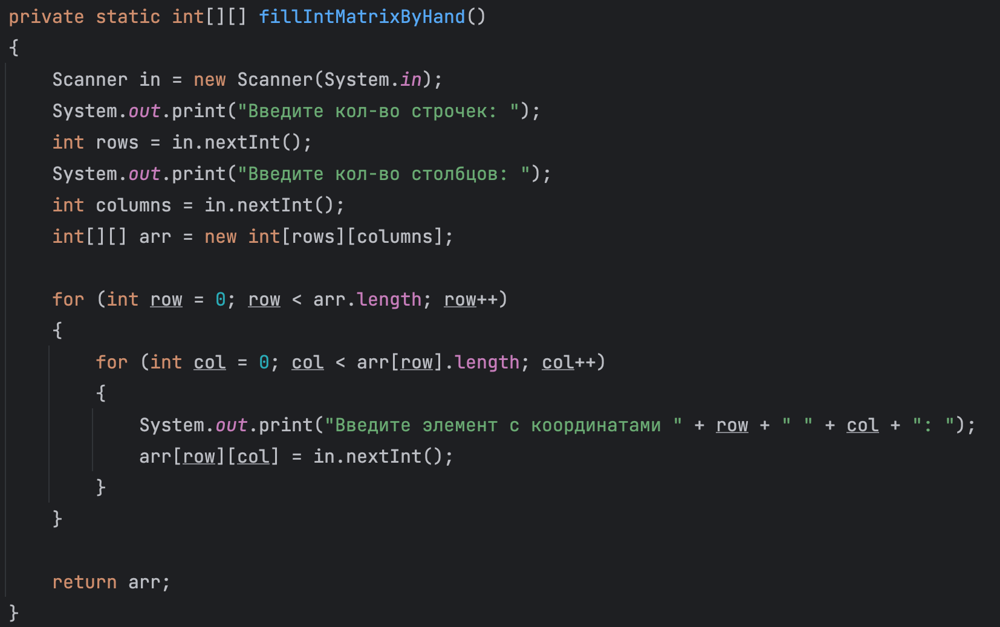 private static int[][] fillIntMatrixByHand()
{
    Scanner in = new Scanner(System.in);
    System.out.print("Введите кол-во строчек: ");
    int rows = in.nextInt();
    System.out.print("Введите кол-во столбцов: ");
    int columns = in.nextInt();
    int[][] arr = new int[rows][columns];

    for (int row = 0; row < arr.length; row++)
    {
        for (int col = 0; col < arr[row].length; col++)
        {
            System.out.print("Введите элемент с координатами " + row + " " + col + ": ");
            arr[row][col] = in.nextInt();
        }
    }

    return arr;
}